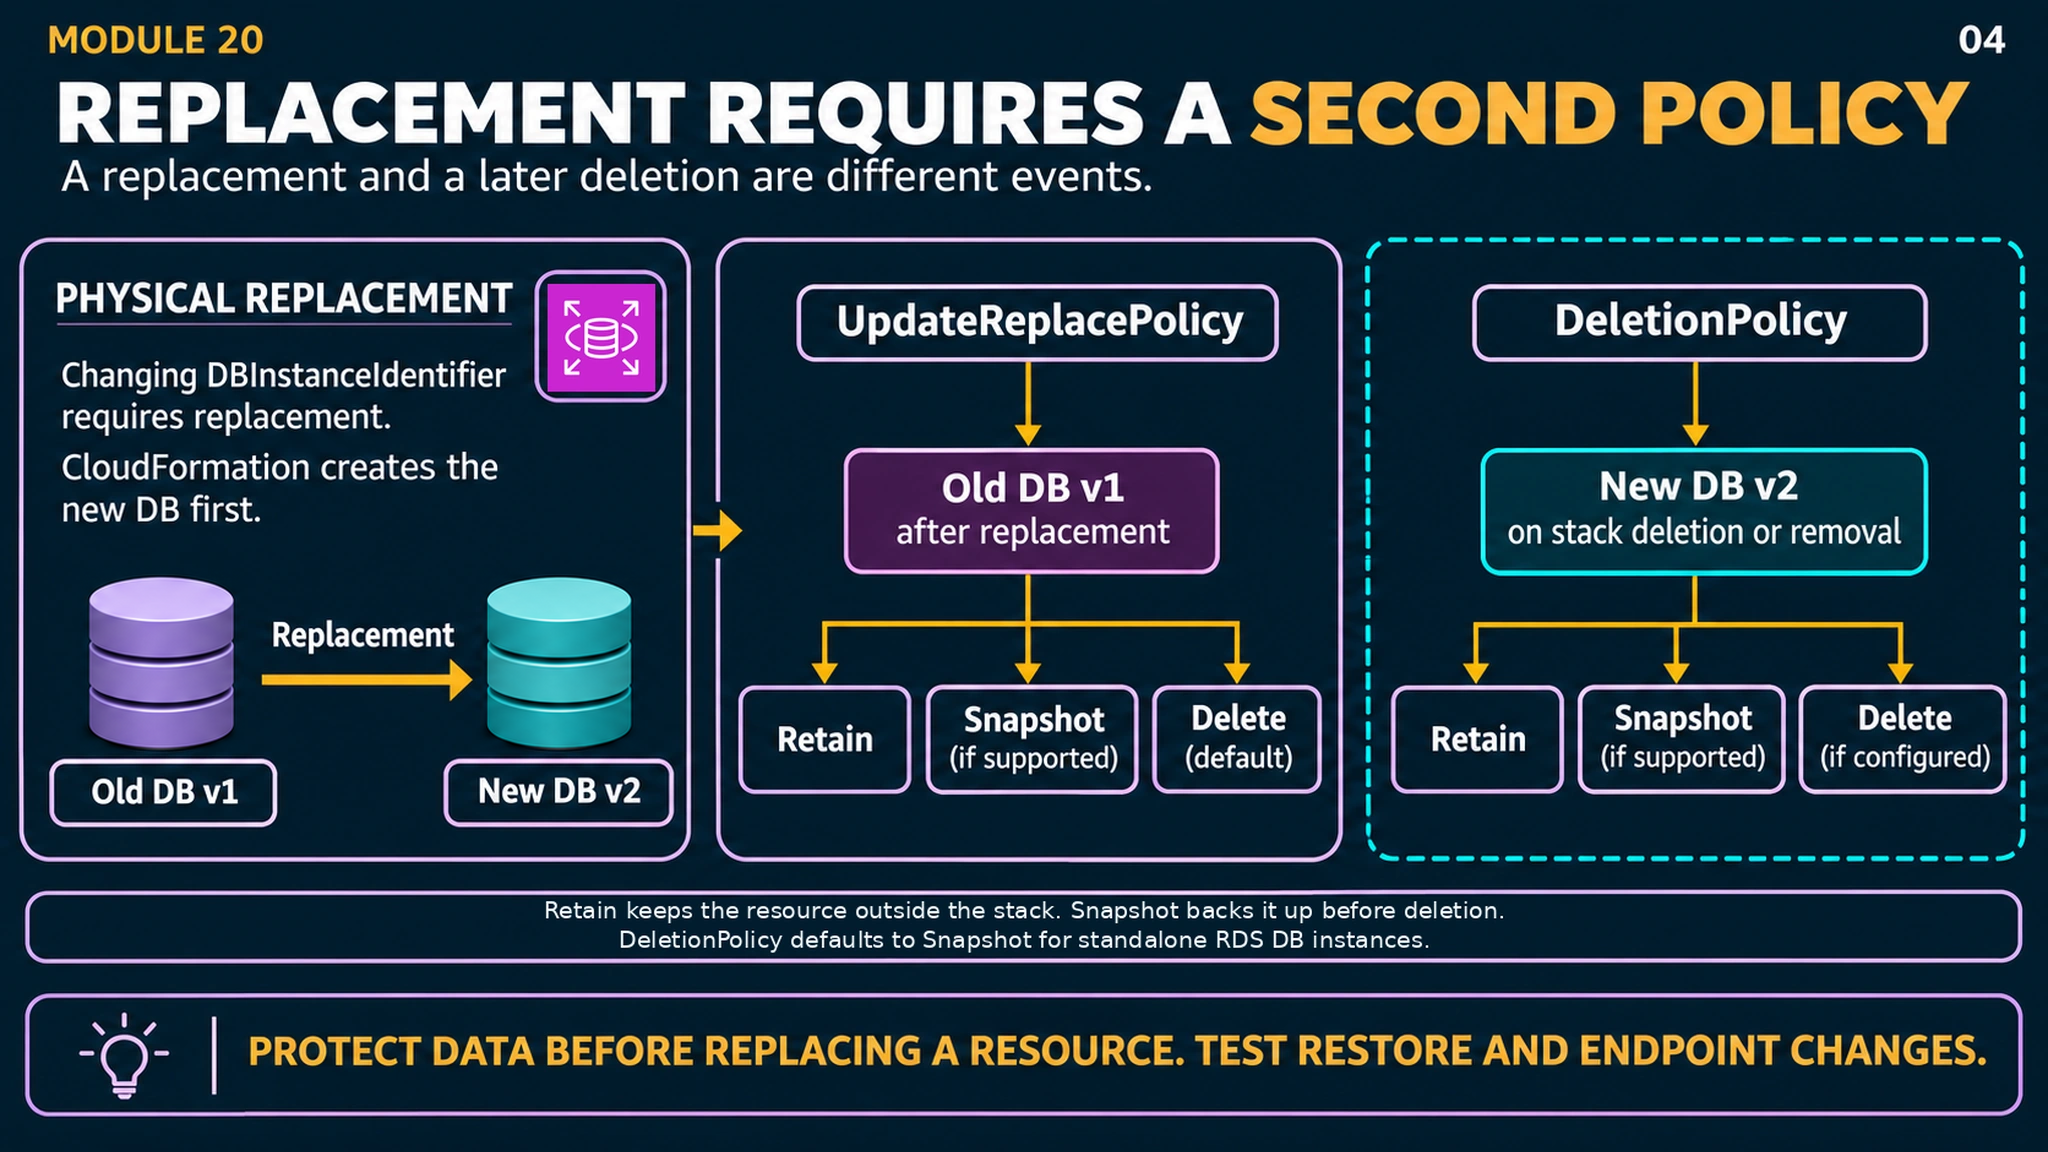 MODULE 20
04
REPLACEMENT REQUIRES A SECOND POLICY
A replacement and a later deletion are different events.
PHYSICAL REPLACEMENT
Changing DBInstanceIdentifier
requires replacement.
CloudFormation creates the
new DB first.
Replacement
Old DB v1
New DB v2
UpdateReplacePolicy
Old DB v1
after replacement
Retain
Snapshot
(if supported)
Delete
(default)
DeletionPolicy
New DB v2
on stack deletion or removal
Retain
Snapshot
(if supported)
Delete
(if configured)
Retain keeps the resource outside the stack. Snapshot backs it up before deletion.
DeletionPolicy defaults to Snapshot for standalone RDS DB instances.
PROTECT DATA BEFORE REPLACING A RESOURCE. TEST RESTORE AND ENDPOINT CHANGES.